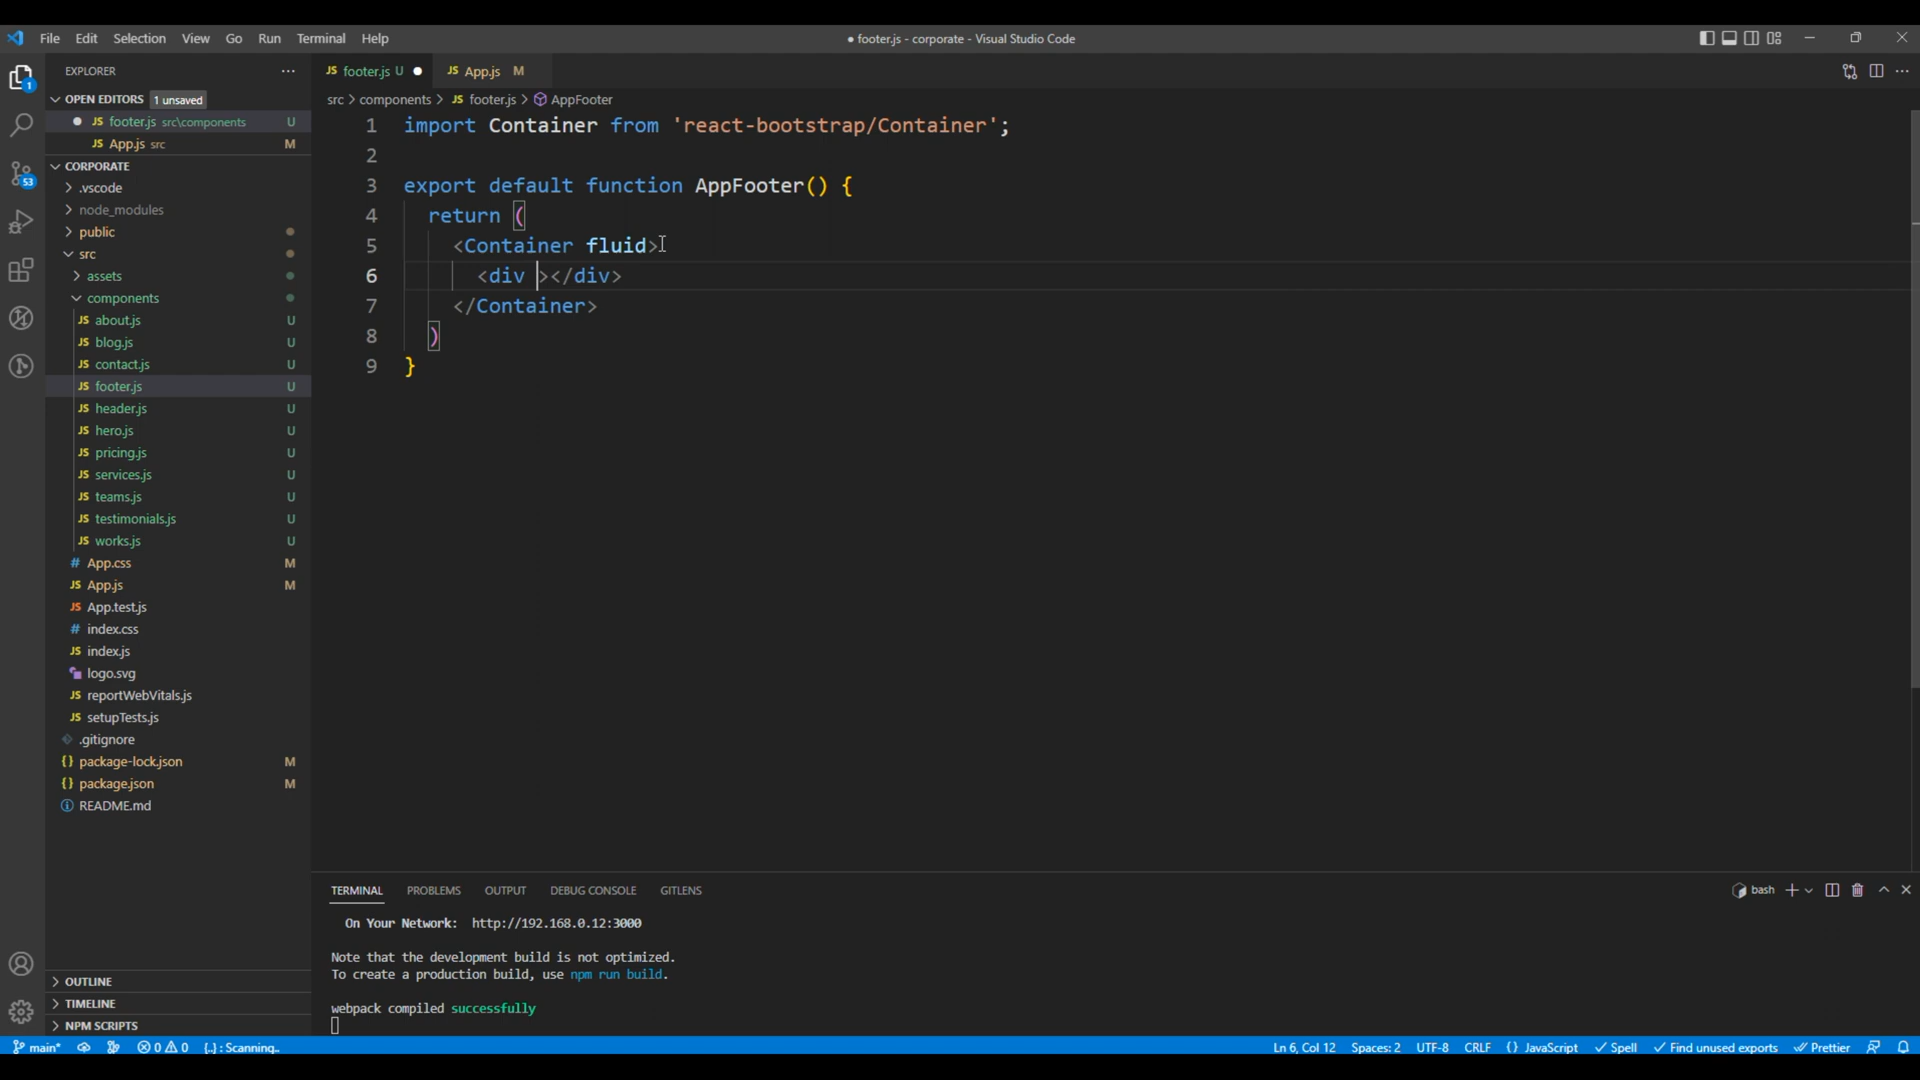 File Edit Selection View Go Run Terminal Help
● footer.js - corporate - Visual Studio Code
EXPLORER
OPEN EDITORS 1 unsaved
JS footer.js src\components U
JS App.js src M
CORPORATE
.vscode
node_modules
public
src
assets
components
JS about.js U
JS blog.js U
JS contact.js U
JS footer.js U
JS header.js U
JS hero.js U
JS pricing.js U
JS services.js U
JS teams.js U
JS testimonials.js U
JS works.js U
# App.css M
JS App.js M
JS App.test.js
# index.css
JS index.js
logo.svg
JS reportWebVitals.js
JS setupTests.js
.gitignore
{} package-lock.json M
{} package.json M
README.md
OUTLINE
TIMELINE
NPM SCRIPTS
1
53
JS footer.js U ●
JS App.js M
src > components > JS footer.js > AppFooter
1 import Container from 'react-bootstrap/Container';
2
3 export default function AppFooter() {
4 return (
5 <Container fluid>
6 <div ></div>
7 </Container>
8 )
9 }
TERMINAL PROBLEMS OUTPUT DEBUG CONSOLE GITLENS
bash
On Your Network: http://192.168.0.12:3000
Note that the development build is not optimized.
To create a production build, use npm run build.
webpack compiled successfully
main* 0 0 {..} : Scanning.. Ln 6, Col 12 Spaces: 2 UTF-8 CRLF {} JavaScript Spell Find unused exports Prettier